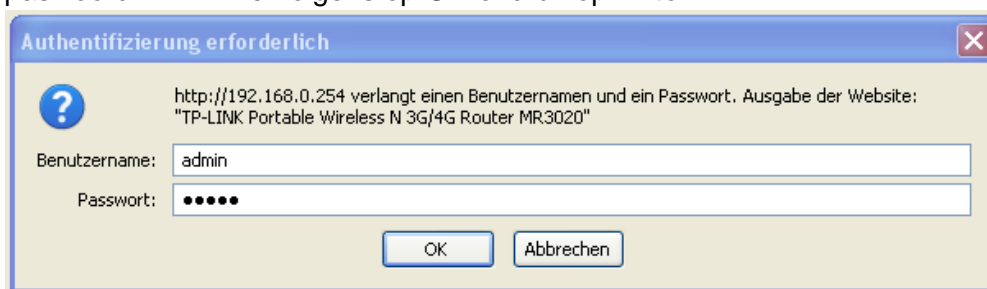 Authentifizierung erforderlich
http://192.168.0.254 verlangt einen Benutzernamen und ein Passwort. Ausgabe der Website:
"TP-LINK Portable Wireless N 3G/4G Router MR3020"
Benutzername: admin
Passwort: •••••
OK Abbrechen